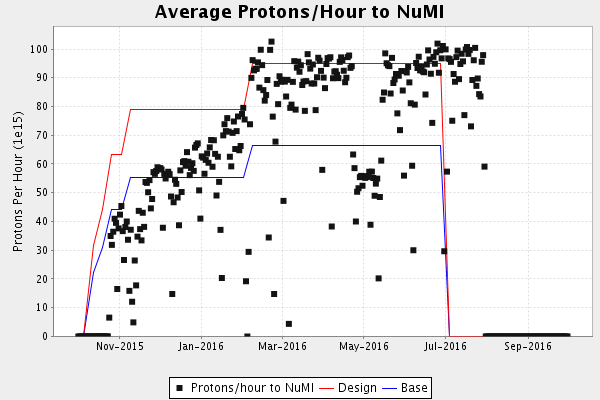 Average Protons/Hour to NuMI
Protons Per Hour (1e15)
100
90
80
70
60
50
40
30
20
10
0
Nov-2015 Jan-2016 Mar-2016 May-2016 Jul-2016 Sep-2016
Protons/hour to NuMI Design Base